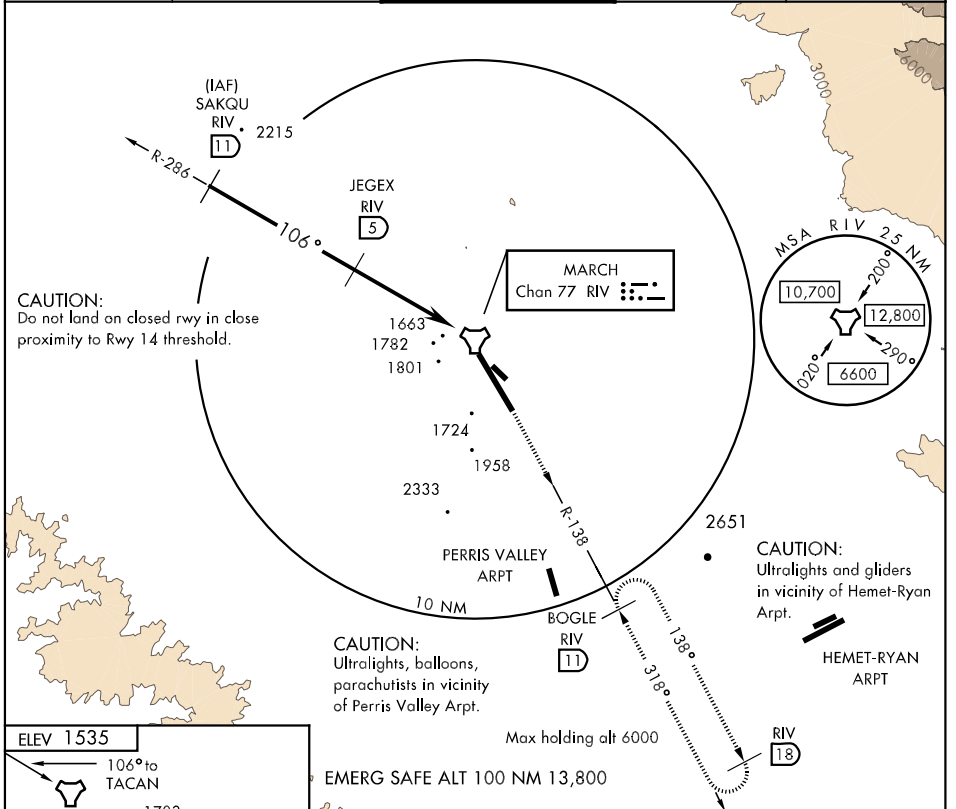 (IAF)
SAKQU
RIV
11
2215
R-286
JEGEX
RIV
5
106°
3000
6000
MARCH
Chan 77 RIV
MSA RIV 25 NM
200°
10,700
12,800
290°
020°
6600
CAUTION:
Do not land on closed rwy in close
proximity to Rwy 14 threshold.
1663
1782
1801
1724
1958
2333
R-138
2651
PERRIS VALLEY
ARPT
10 NM
CAUTION:
Ultralights and gliders
in vicinity of Hemet-Ryan
Arpt.
HEMET-RYAN
ARPT
BOGLE
RIV
11
138°
318°
CAUTION:
Ultralights, balloons,
parachutists in vicinity
of Perris Valley Arpt.
Max holding alt 6000
RIV
18
EMERG SAFE ALT 100 NM 13,800
ELEV 1535
106° to
TACAN